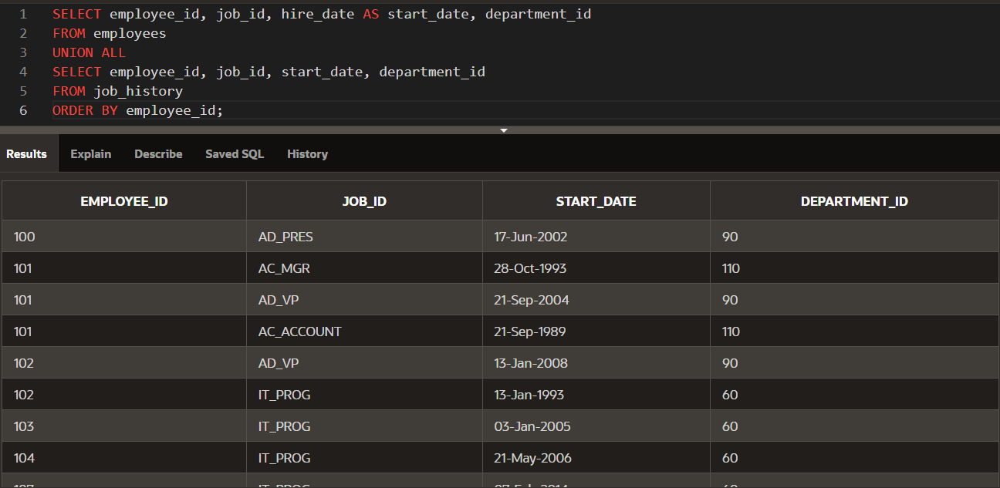 1 SELECT employee_id, job_id, hire_date AS start_date, department_id
2 FROM employees
3 UNION ALL
4 SELECT employee_id, job_id, start_date, department_id
5 FROM job_history
6 ORDER BY employee_id;
Results Explain Describe Saved SQL History
EMPLOYEE_ID JOB_ID START_DATE DEPARTMENT_ID
100 AD_PRES 17-Jun-2002 90
101 AC_MGR 28-Oct-1993 110
101 AD_VP 21-Sep-2004 90
101 AC_ACCOUNT 21-Sep-1989 110
102 AD_VP 13-Jan-2008 90
102 IT_PROG 13-Jan-1993 60
103 IT_PROG 03-Jan-2005 60
104 IT_PROG 21-May-2006 60